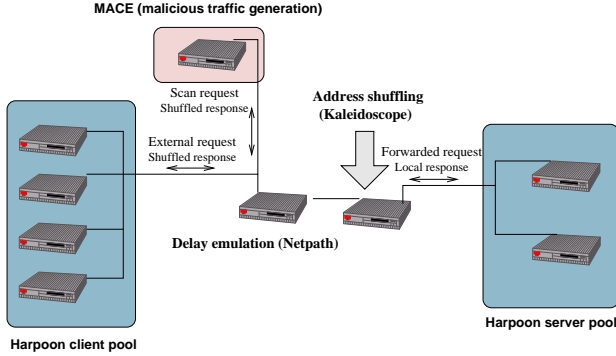 MACE (malicious traffic generation)
Scan request
Shuffled response
Address shuffling
(Kaleidoscope)
External request
Shuffled response
Forwarded request
Local response
Delay emulation (Netpath)
Harpoon client pool
Harpoon server pool